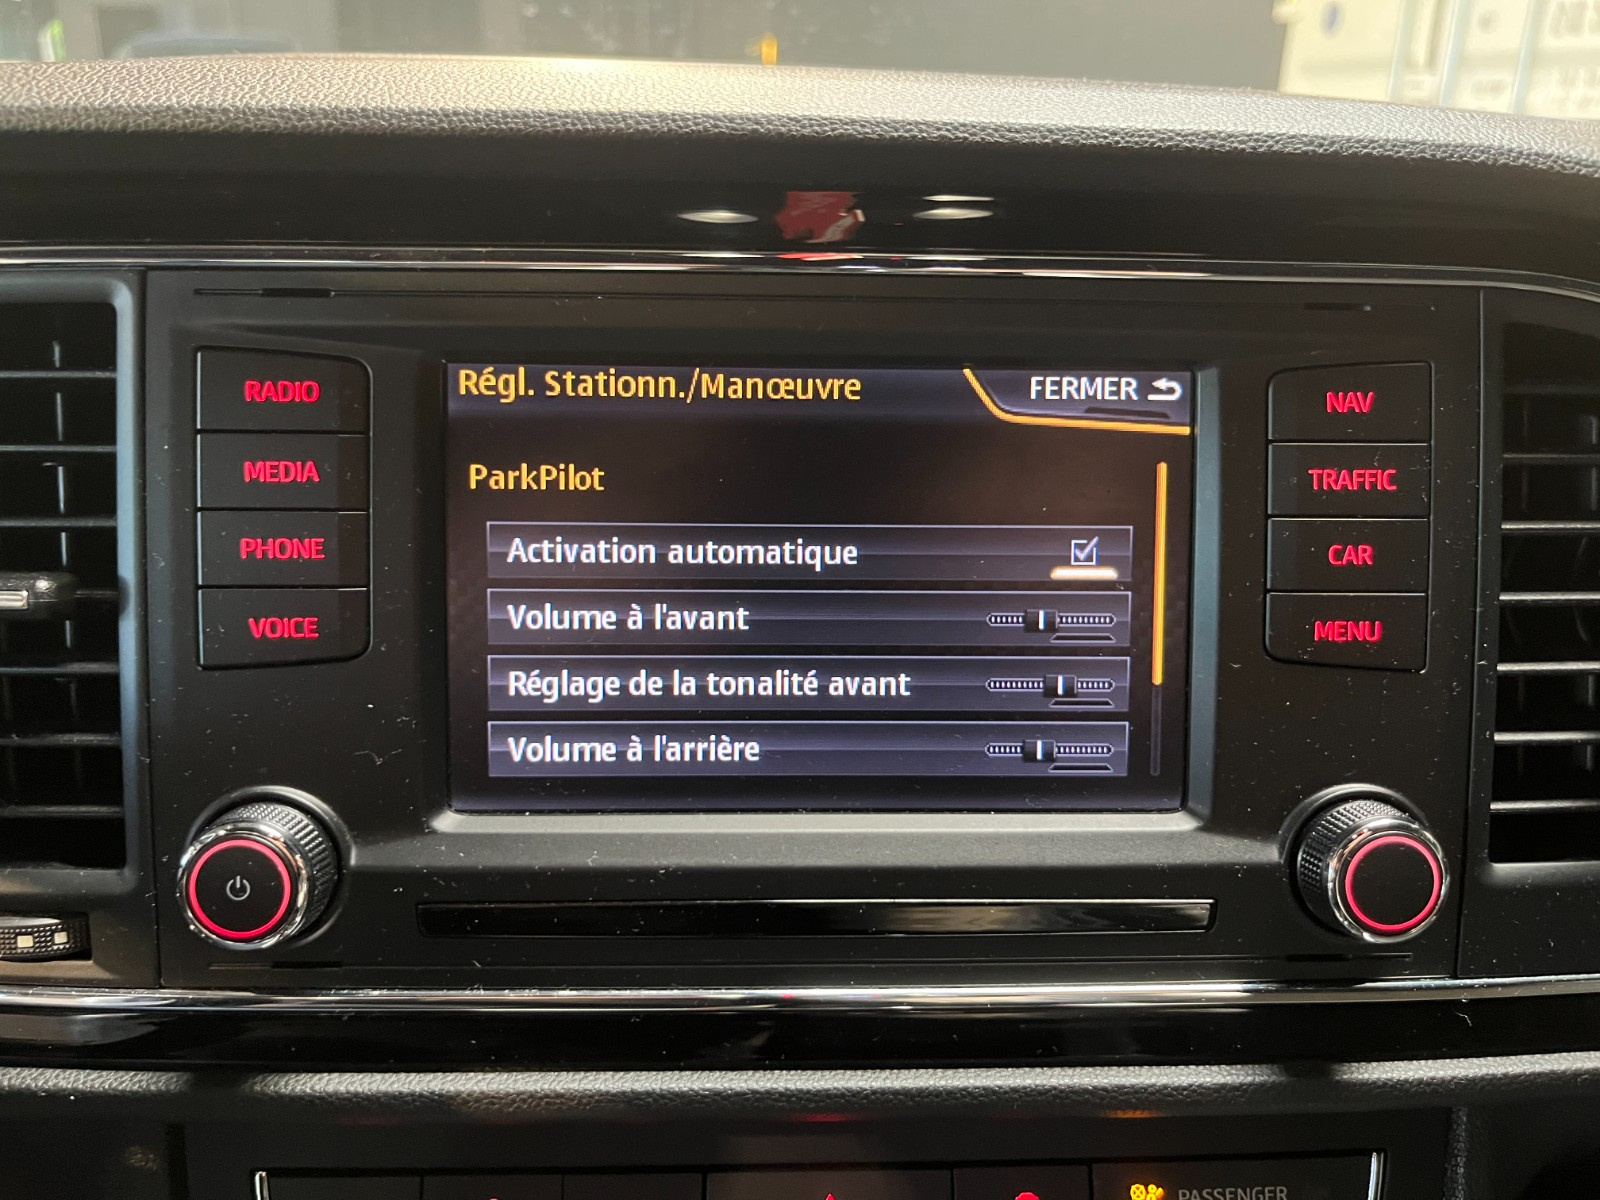 Régl. Stationn./Manœuvre
FERMER
ParkPilot
Activation automatique
Volume à l'avant
Réglage de la tonalité avant
Volume à l'arrière
RADIO
MEDIA
PHONE
VOICE
NAV
TRAFFIC
CAR
MENU
PASSENGER